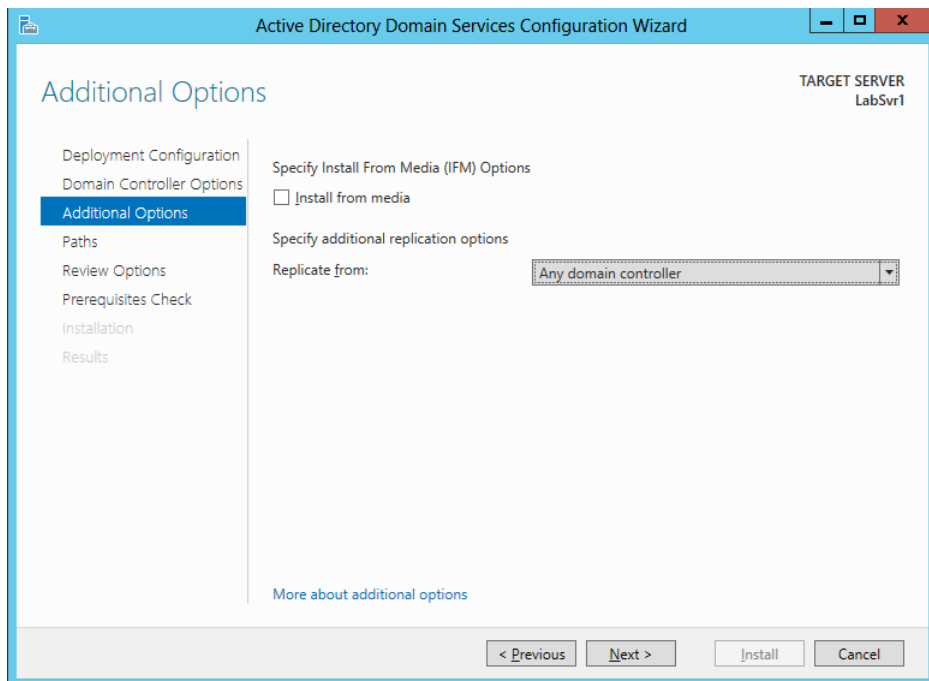 Active Directory Domain Services Configuration Wizard
Additional Options
TARGET SERVER
LabSvr1
Deployment Configuration
Domain Controller Options
Additional Options
Paths
Review Options
Prerequisites Check
Installation
Results
Specify Install From Media (IFM) Options
Install from media
Specify additional replication options
Replicate from:
Any domain controller
More about additional options
< Previous
Next >
Install
Cancel